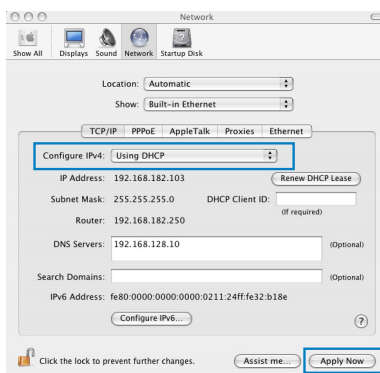 Network
Show All Displays Sound Network Startup Disk
Location: Automatic
Show: Built-in Ethernet
TCP/IP PPPoE AppleTalk Proxies Ethernet
Configure IPv4: Using DHCP
IP Address: 192.168.182.103 Renew DHCP Lease
Subnet Mask: 255.255.255.0 DHCP Client ID:
(If required)
Router: 192.168.182.250
DNS Servers: 192.168.128.10 (Optional)
Search Domains: (Optional)
IPv6 Address: fe80:0000:0000:0000:0211:24ff:fe32:b18e
Configure IPv6... ?
Click the lock to prevent further changes. Assist me... Apply Now